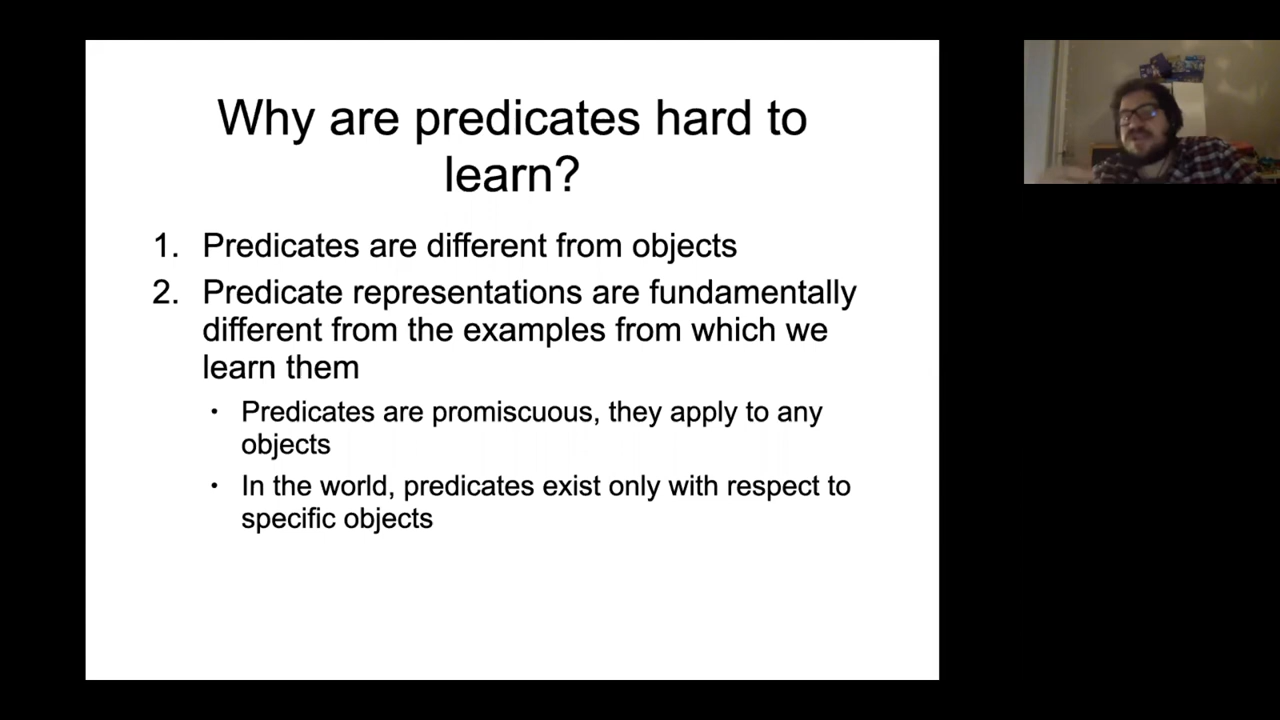 Why are predicates hard to
learn?
1. Predicates are different from objects
2. Predicate representations are fundamentally
different from the examples from which we
learn them
• Predicates are promiscuous, they apply to any
objects
• In the world, predicates exist only with respect to
specific objects